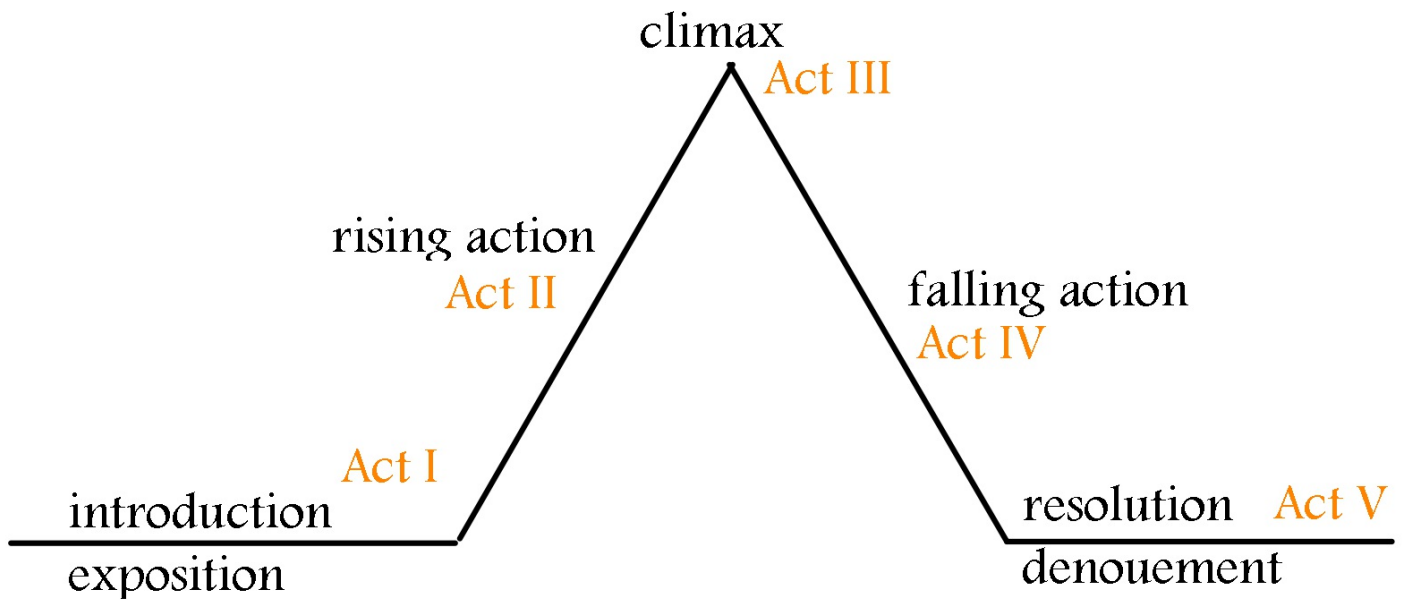 climax
Act III
rising action
Act II
falling action
Act IV
Act I
introduction
exposition
resolution Act V
denouement